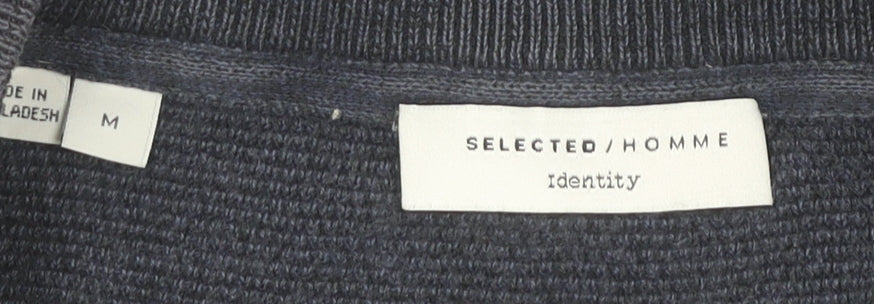 DE IN
LADESH
M
SELECTED / HOMME
Identity